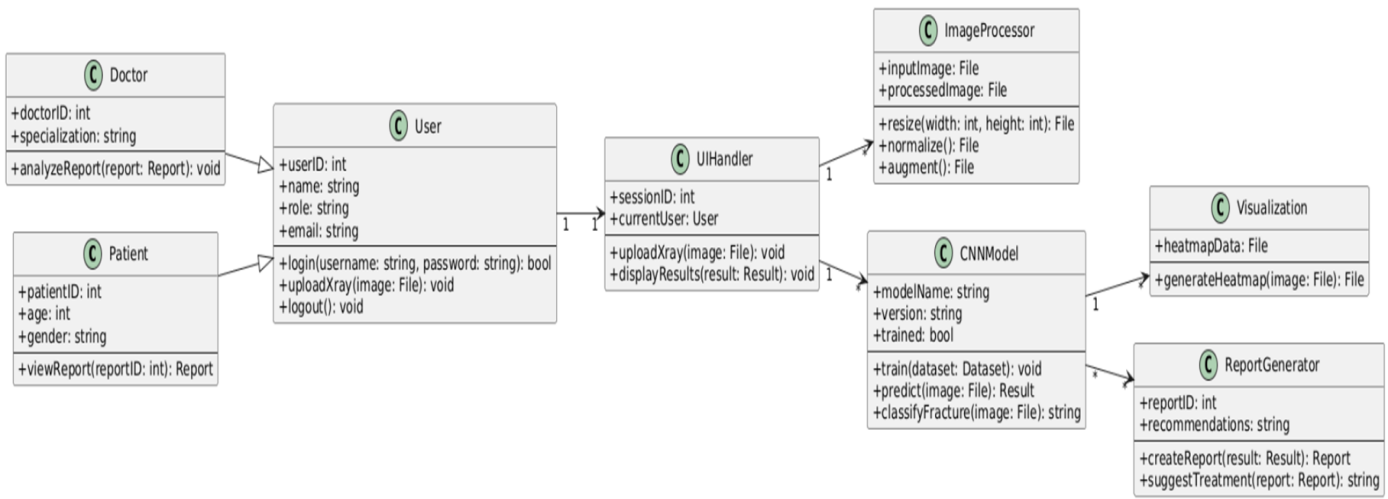 C Doctor
+doctorID: int
+specialization: string
+analyzeReport(report: Report): void
C Patient
+patientID: int
+age: int
+gender: string
+viewReport(reportID: int): Report
C User
+userID: int
+name: string
+role: string
+email: string
+login(username: string, password: string): bool
+uploadXray(image: File): void
+logout(): void
1 1
C UIHandler
+sessionID: int
+currentUser: User
+uploadXray(image: File): void
+displayResults(result: Result): void
1 *
1 *
C ImageProcessor
+inputImage: File
+processedImage: File
+resize(width: int, height: int): File
+normalize(): File
+augment(): File
C CNNModel
+modelName: string
+version: string
+trained: bool
+train(dataset: Dataset): void
+predict(image: File): Result
+classifyFracture(image: File): string
1 *
* *
C Visualization
+heatmapData: File
+generateHeatmap(image: File): File
C ReportGenerator
+reportID: int
+recommendations: string
+createReport(result: Result): Report
+suggestTreatment(report: Report): string